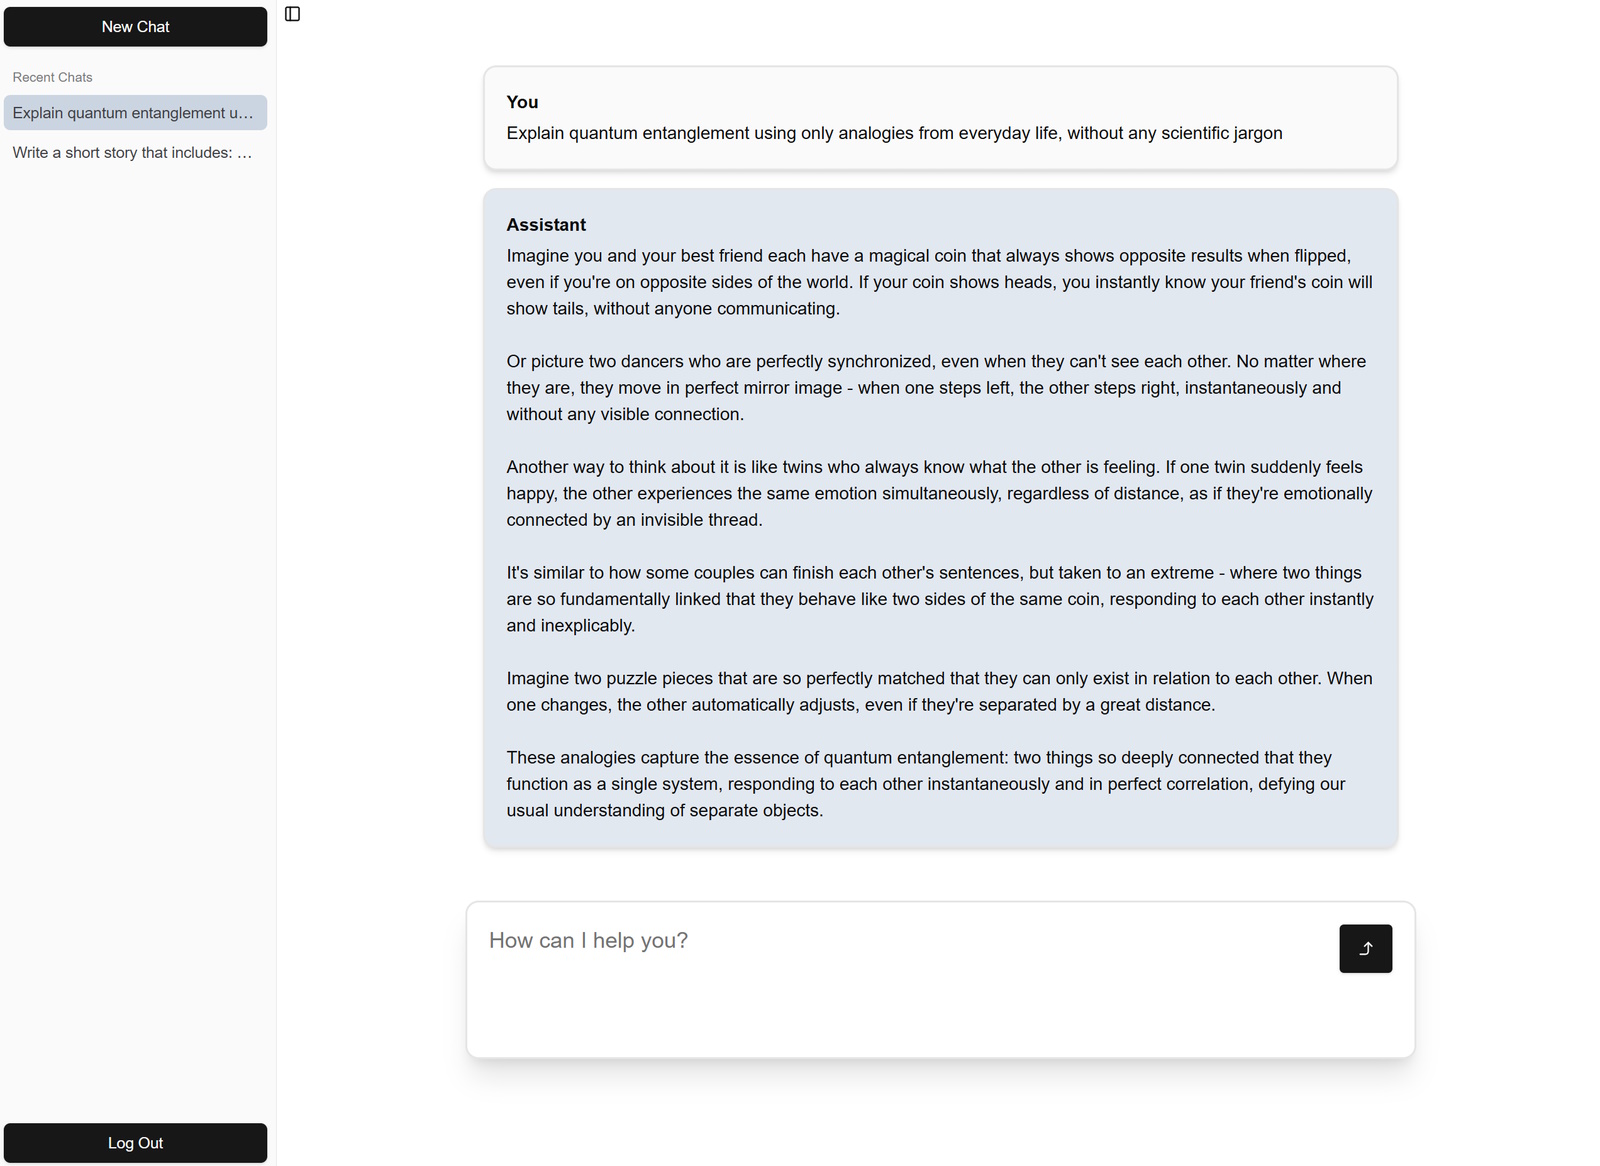 New Chat
Recent Chats
Explain quantum entanglement u...
Write a short story that includes: ...
Log Out
You
Explain quantum entanglement using only analogies from everyday life, without any scientific jargon
Assistant
Imagine you and your best friend each have a magical coin that always shows opposite results when flipped,
even if you're on opposite sides of the world. If your coin shows heads, you instantly know your friend's coin will
show tails, without anyone communicating.
Or picture two dancers who are perfectly synchronized, even when they can't see each other. No matter where
they are, they move in perfect mirror image - when one steps left, the other steps right, instantaneously and
without any visible connection.
Another way to think about it is like twins who always know what the other is feeling. If one twin suddenly feels
happy, the other experiences the same emotion simultaneously, regardless of distance, as if they're emotionally
connected by an invisible thread.
It's similar to how some couples can finish each other's sentences, but taken to an extreme - where two things
are so fundamentally linked that they behave like two sides of the same coin, responding to each other instantly
and inexplicably.
Imagine two puzzle pieces that are so perfectly matched that they can only exist in relation to each other. When
one changes, the other automatically adjusts, even if they're separated by a great distance.
These analogies capture the essence of quantum entanglement: two things so deeply connected that they
function as a single system, responding to each other instantaneously and in perfect correlation, defying our
usual understanding of separate objects.
How can I help you?